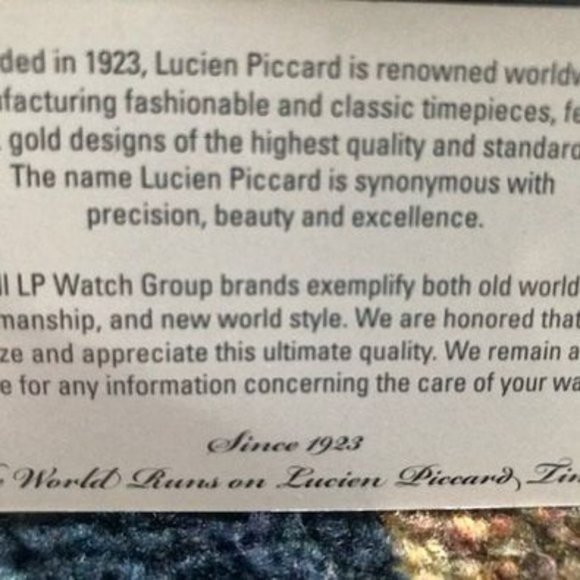 ded in 1923, Lucien Piccard is renowned worldw
facturing fashionable and classic timepieces, fe
gold designs of the highest quality and standard
The name Lucien Piccard is synonymous with
precision, beauty and excellence.
ll LP Watch Group brands exemplify both old world
manship, and new world style. We are honored that
ze and appreciate this ultimate quality. We remain a
e for any information concerning the care of your wa
Since 1923
World Runs on Lucien Piccard Tim